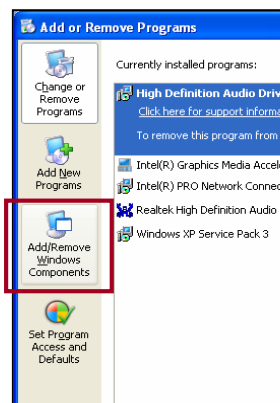 Add or Remove Programs
Change or
Remove
Programs
Add New
Programs
Add/Remove
Windows
Components
Set Program
Access and
Defaults
Currently installed programs:
High Definition Audio Driv
Click here for support informa
To remove this program from
Intel(R) Graphics Media Accel
Intel(R) PRO Network Connec
Realtek High Definition Audio
Windows XP Service Pack 3